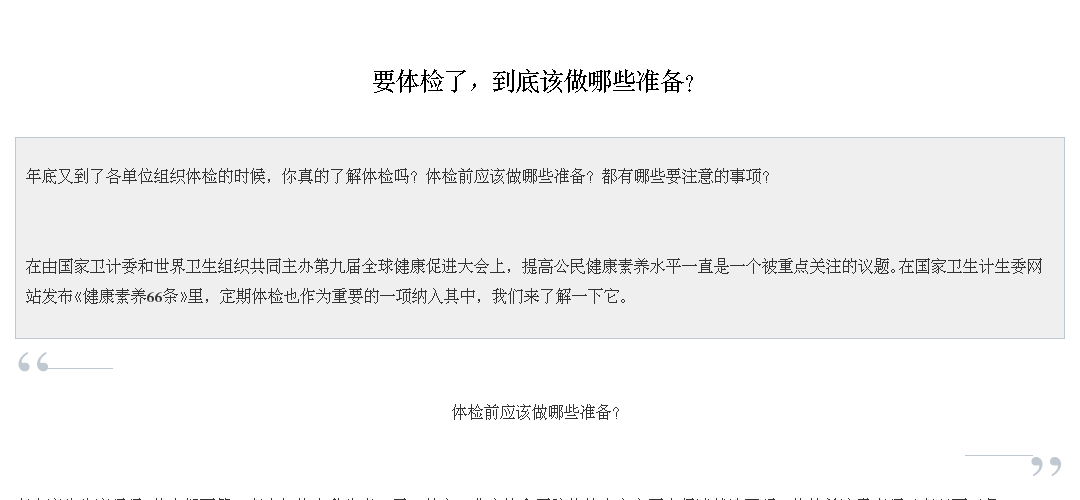 要体检了，到底该做哪些准备？
年底又到了各单位组织体检的时候，你真的了解体检吗？体检前应该做哪些准备？都有哪些要注意的事项？
在由国家卫计委和世界卫生组织共同主办第九届全球健康促进大会上，提高公民健康素养水平一直是一个被重点关注的议题。在国家卫生计生委网
站发布《健康素养66条》里，定期体检也作为重要的一项纳入其中，我们来了解一下它。
体检前应该做哪些准备？